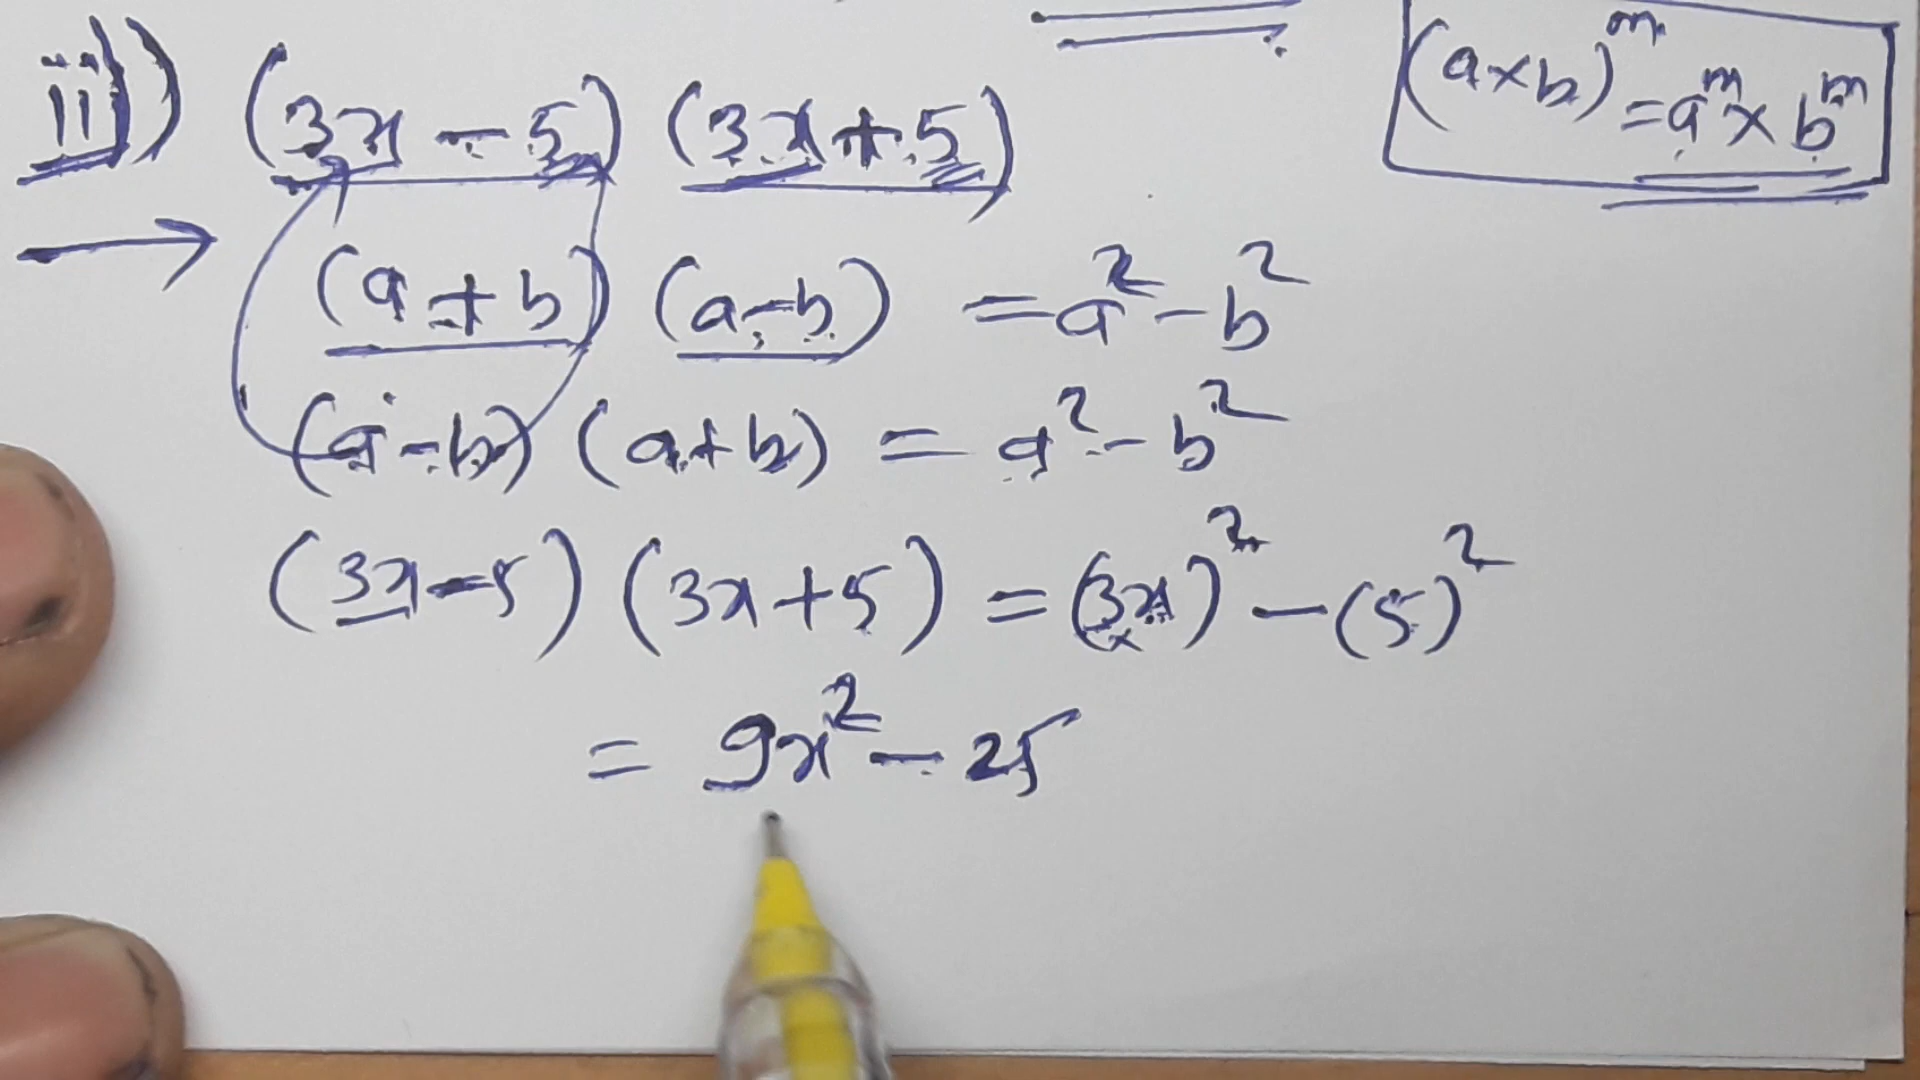 ii) (3x - 5) (3x + 5)
(a×b)^m = a^m × b^m
→ (a + b) (a - b) = a² - b²
(a - b) (a + b) = a² - b²
(3x - 5) (3x + 5) = (3x)² - (5)²
= 9x² - 25